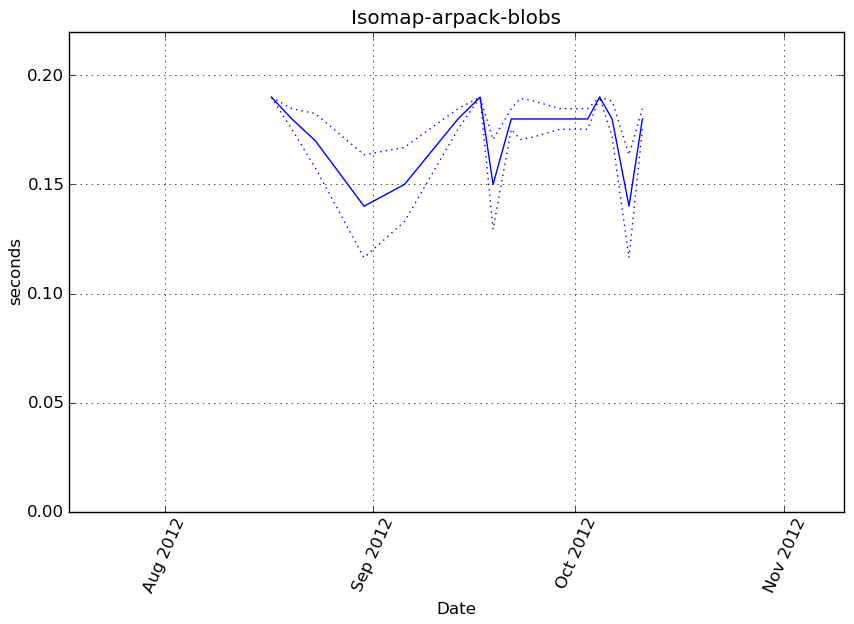 Isomap-arpack-blobs
0.20
0.15
0.10
0.05
0.00
seconds
Aug 2012
Sep 2012
Oct 2012
Nov 2012
Date